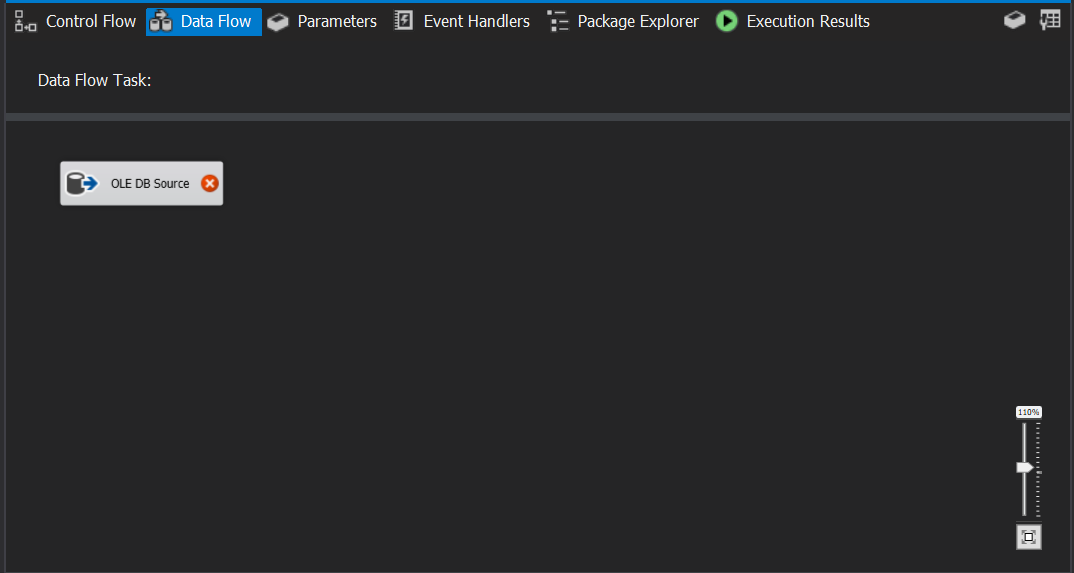 Control Flow Data Flow Parameters Event Handlers Package Explorer Execution Results
Data Flow Task:
OLE DB Source
110%